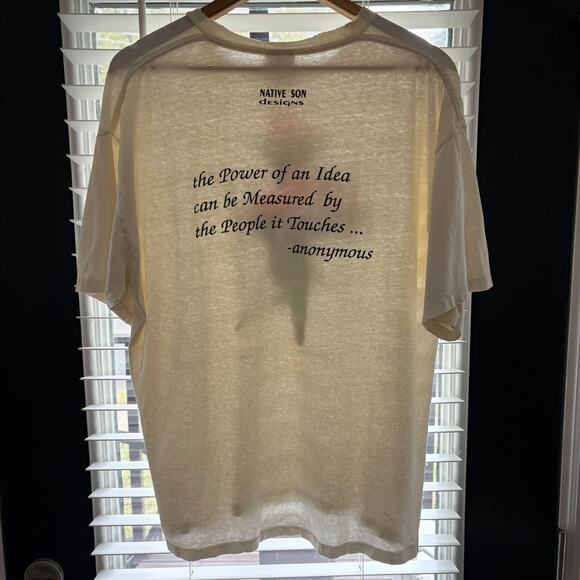 NATIVE SON
designs
the Power of an Idea
can be Measured by
the People it Touches ...
-anonymous